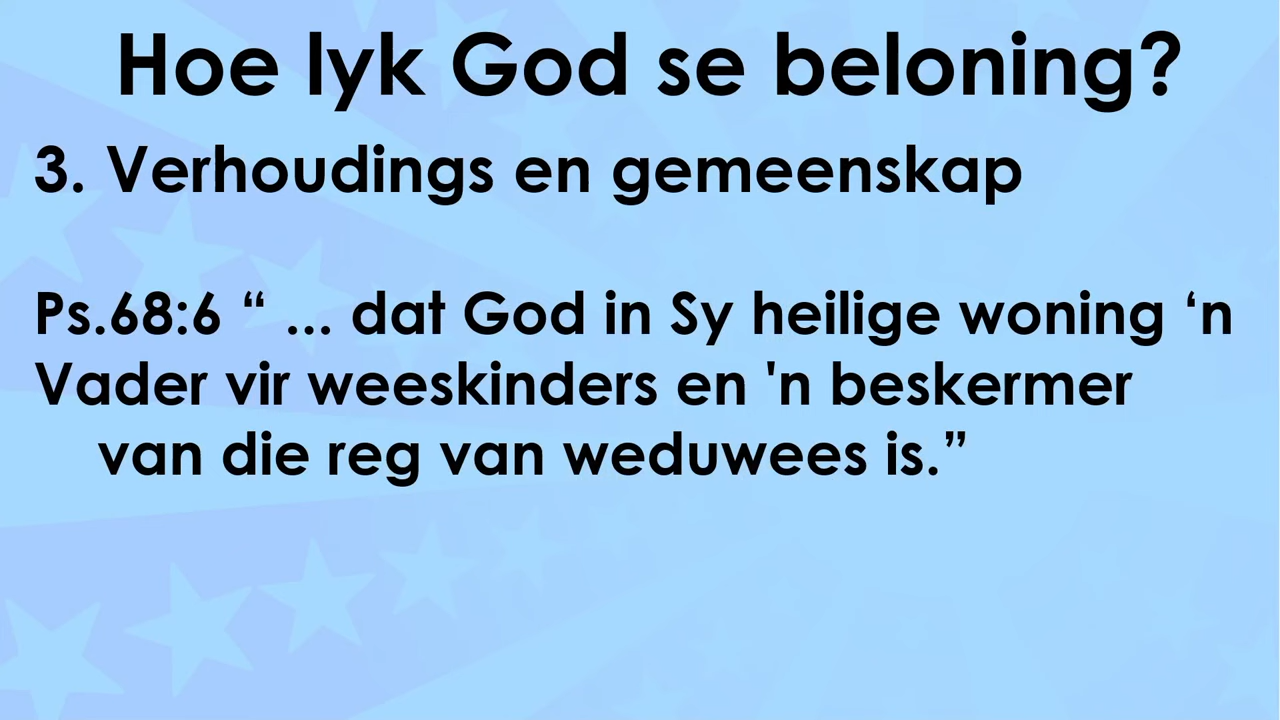 Hoe lyk God se beloning?
3. Verhoudings en gemeenskap
Ps.68:6 “ ... dat God in Sy heilige woning ‘n
Vader vir weeskinders en 'n beskermer
van die reg van weduwees is.”